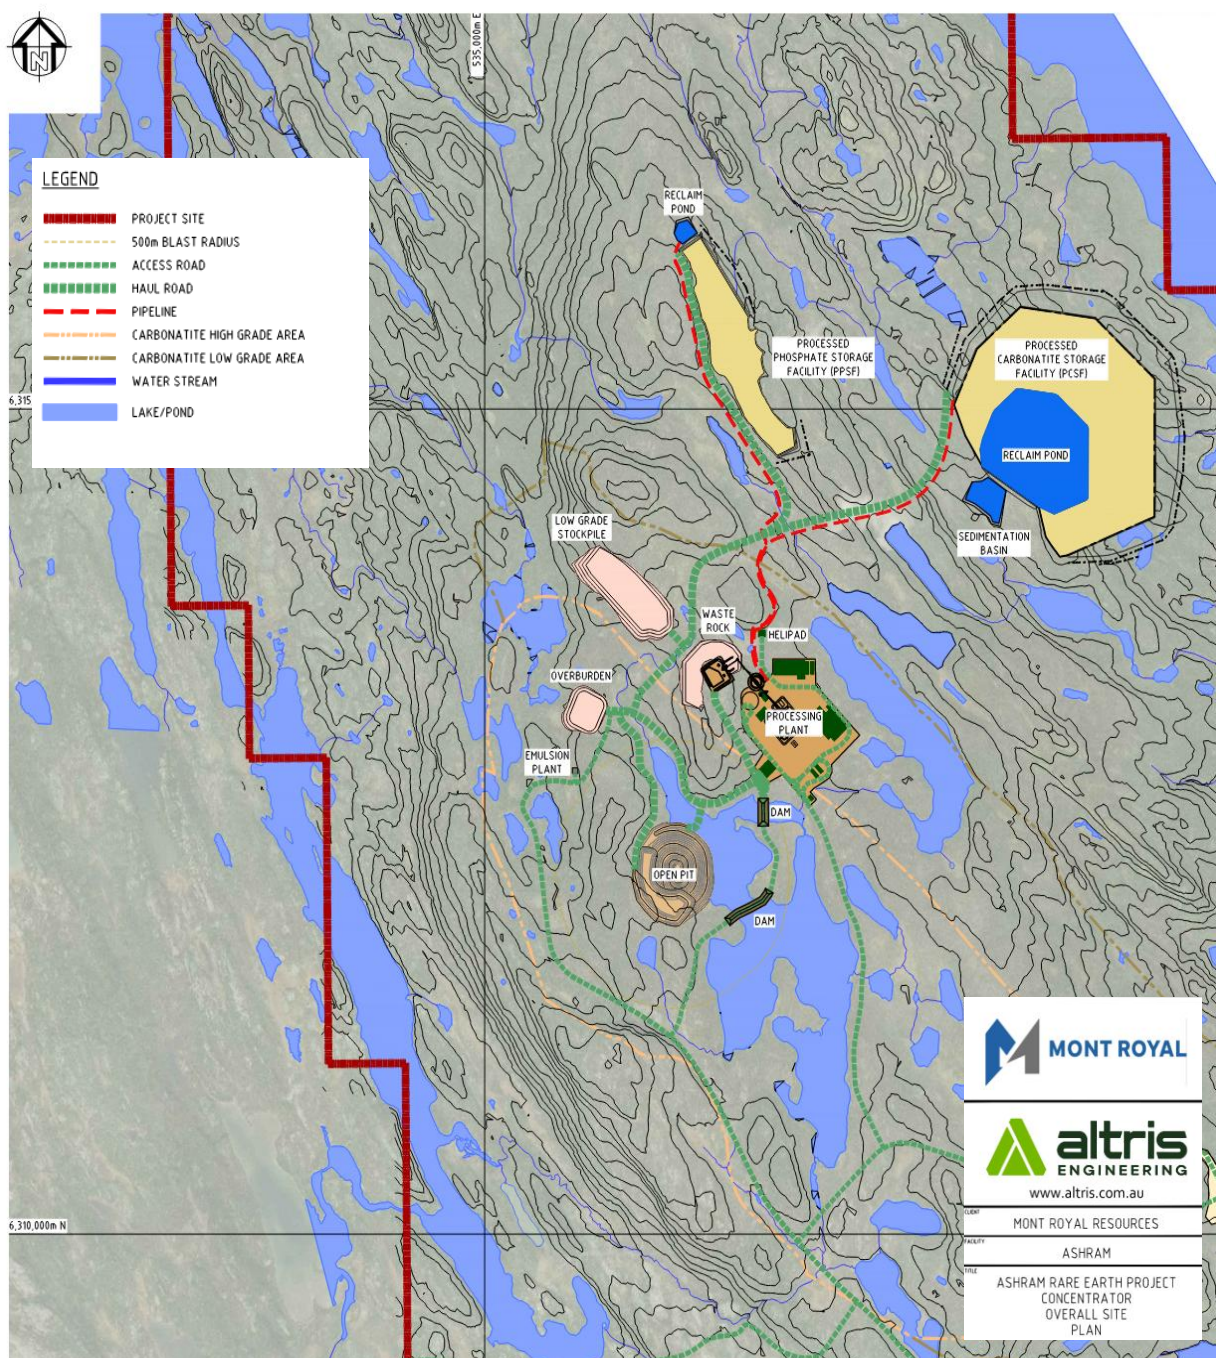 N
535,000m E
LEGEND
PROJECT SITE
500m BLAST RADIUS
ACCESS ROAD
HAUL ROAD
PIPELINE
CARBONATITE HIGH GRADE AREA
CARBONATITE LOW GRADE AREA
WATER STREAM
LAKE/POND
RECLAIM
POND
PROCESSED
PHOSPHATE STORAGE
FACILITY (PPSF)
PROCESSED
CARBONATITE STORAGE
FACILITY (PCSF)
6,315
RECLAIM POND
LOW GRADE
STOCKPILE
SEDIMENTATION
BASIN
WASTE
ROCK
HELIPAD
OVERBURDEN
PROCESSING
PLANT
EMULSION
PLANT
DAM
OPEN PIT
DAM
MONT ROYAL
altris
ENGINEERING
www.altris.com.au
CLIENT
MONT ROYAL RESOURCES
FACILITY
ASHRAM
TITLE
ASHRAM RARE EARTH PROJECT
CONCENTRATOR
OVERALL SITE
PLAN
6,310,000m N